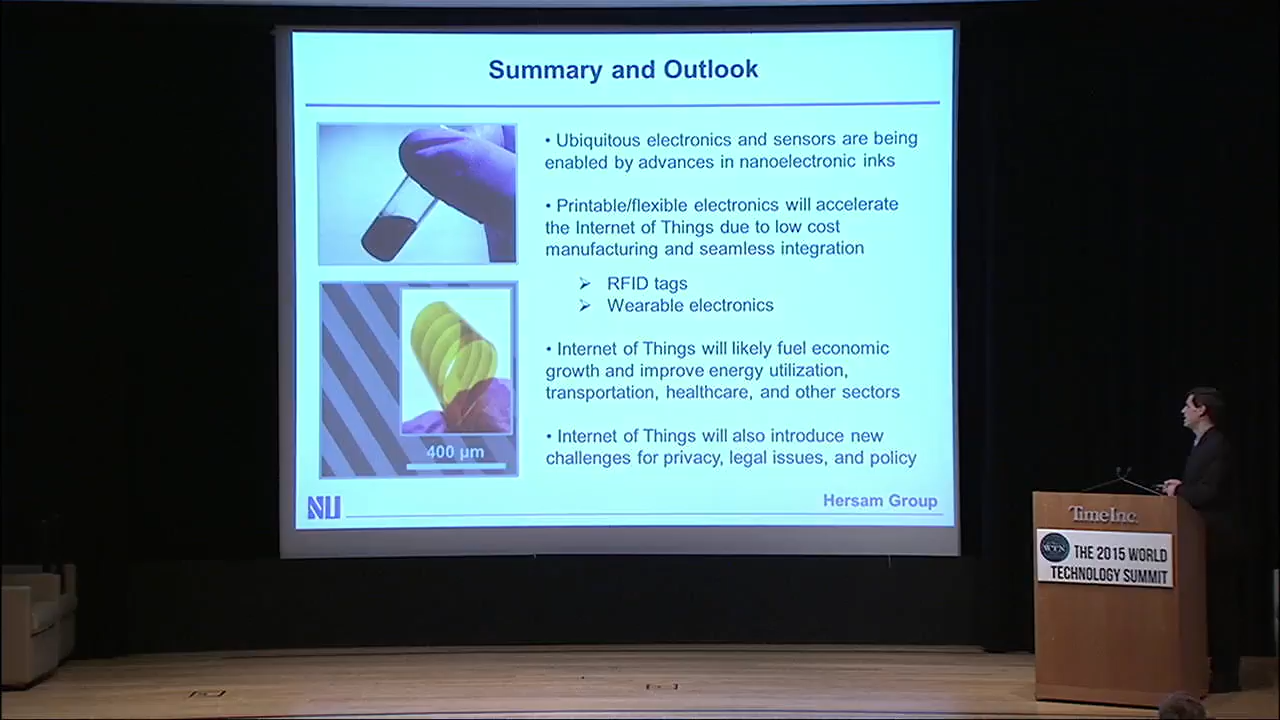 Summary and Outlook
• Ubiquitous electronics and sensors are being
enabled by advances in nanoelectronic inks
• Printable/flexible electronics will accelerate
the Internet of Things due to low cost
manufacturing and seamless integration
➢ RFID tags
➢ Wearable electronics
• Internet of Things will likely fuel economic
growth and improve energy utilization,
transportation, healthcare, and other sectors
• Internet of Things will also introduce new
challenges for privacy, legal issues, and policy
400 μm
NU
Hersam Group
TimeInc.
WTN
THE 2015 WORLD
TECHNOLOGY SUMMIT